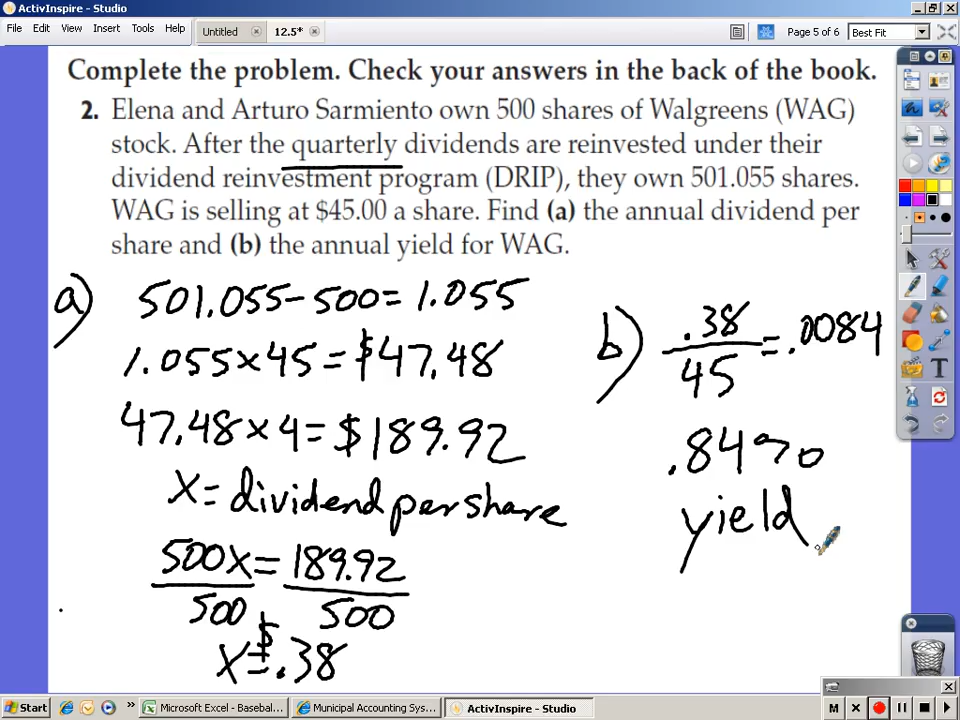 ActivInspire - Studio
File Edit View Insert Tools Help
Untitled
12.5*
Page 5 of 6
Best Fit
Complete the problem. Check your answers in the back of the book.
2. Elena and Arturo Sarmiento own 500 shares of Walgreens (WAG)
stock. After the quarterly dividends are reinvested under their
dividend reinvestment program (DRIP), they own 501.055 shares.
WAG is selling at $45.00 a share. Find (a) the annual dividend per
share and (b) the annual yield for WAG.
a) 501.055-500=1.055
1.055×45=$47.48
47.48×4=$189.92
x=dividend per share
500x=189.92
500 500
x=$.38
b) .38
45
=.0084
.84%
yield
T
M
Start
Microsoft Excel - Basebal...
Municipal Accounting Sys...
ActivInspire - Studio